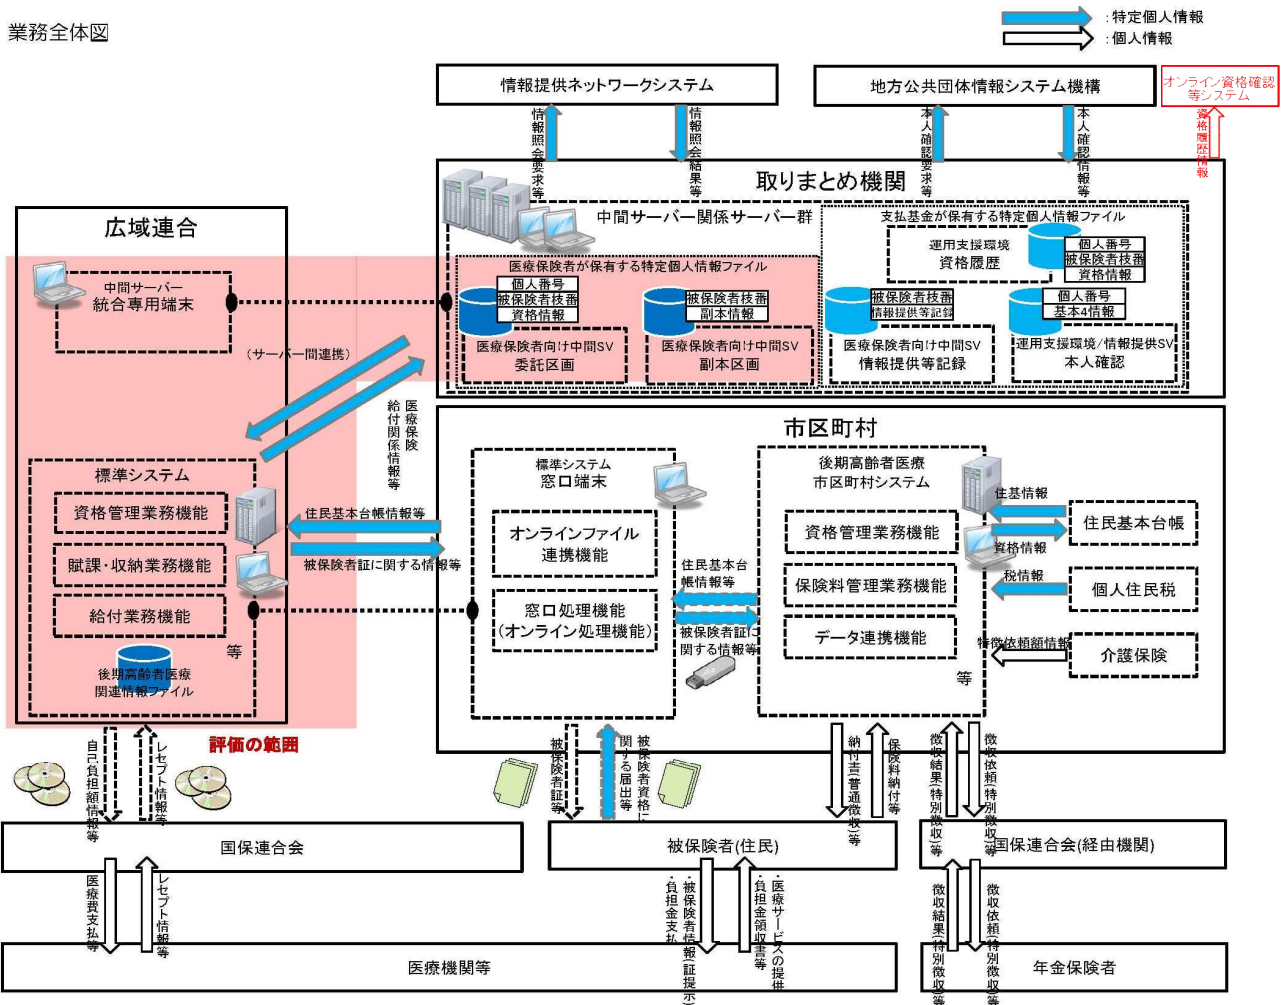 業務全体図
:特定個人情報
:個人情報
情報提供ネットワークシステム
地方公共団体情報システム機構
オンライン資格確認
等システム
情報照会要求等
情報照会結果等
本人確認要求等
本人確認情報等
資格履歴情報
取りまとめ機関
中間サーバー関係サーバー群
支払基金が保有する特定個人情報ファイル
運用支援環境
資格履歴
個人番号
被保険者枝番
資格情報
医療保険者が保有する特定個人情報ファイル
個人番号
被保険者枝番
資格情報
医療保険者向け中間SV
委託区画
被保険者枝番
副本情報
医療保険者向け中間SV
副本区画
被保険者枝番
情報提供等記録
医療保険者向け中間SV
情報提供等記録
個人番号
基本4情報
運用支援環境/情報提供SV
本人確認
広域連合
中間サーバー
統合専用端末
(サーバー間連携)
医療保険
給付関係情報等
標準システム
資格管理業務機能
賦課・収納業務機能
給付業務機能
等
後期高齢者医療
関連情報ファイル
評価の範囲
住民基本台帳情報等
被保険者証に関する情報等
市区町村
標準システム
窓口端末
オンラインファイル
連携機能
窓口処理機能
(オンライン処理機能)
住民基本台
帳情報等
被保険者証に
関する情報等
後期高齢者医療
市区町村システム
資格管理業務機能
保険料管理業務機能
データ連携機能
等
住基情報
資格情報
税情報
特徴依頼額情報
住民基本台帳
個人住民税
介護保険
自己負担額情報等
レセプト情報等
被保険者証等
被保険者資格に
関する届出等
納付書(普通徴収)等
保険料納付等
徴収結果(特別徴収)等
徴収依頼(特別徴収)等
国保連合会
被保険者(住民)
国保連合会(経由機関)
医療費支払等
レセプト情報等
・被保険者情報(証提示)
・負担金支払
・医療サービスの提供
・負担金領収書等
徴収結果(特別徴収)等
徴収依頼(特別徴収)等
医療機関等
年金保険者